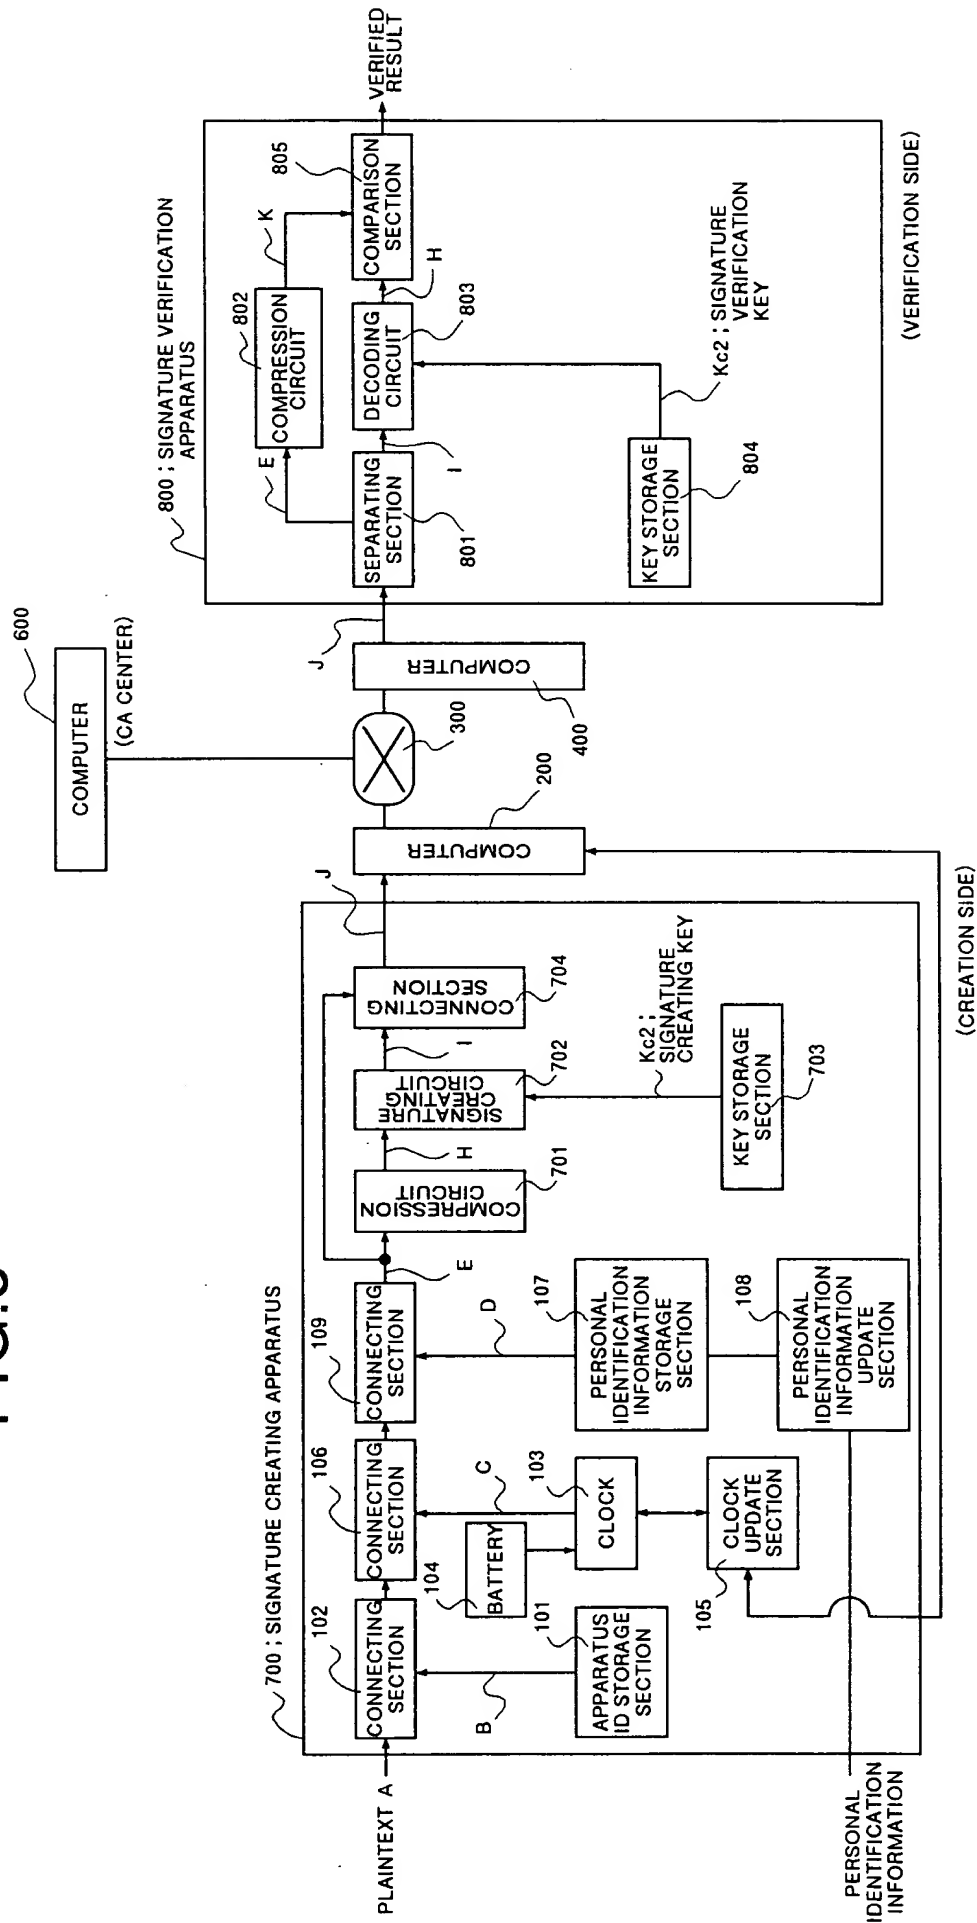 700 ; SIGNATURE CREATING APPARATUS
PLAINTEXT A
102
CONNECTING
SECTION
106
CONNECTING
SECTION
109
CONNECTING
SECTION
E
B
101
APPARATUS
ID STORAGE
SECTION
104
BATTERY
C
103
CLOCK
105
CLOCK
UPDATE
SECTION
D
107
PERSONAL
IDENTIFICATION
INFORMATION
STORAGE
SECTION
108
PERSONAL
IDENTIFICATION
INFORMATION
UPDATE
SECTION
PERSONAL
IDENTIFICATION
INFORMATION
COMPRESSION
CIRCUIT
701
H
SIGNATURE
CREATING
CIRCUIT
702
I
CONNECTING
SECTION
704
Kc2 ;
SIGNATURE
CREATING KEY
KEY STORAGE
SECTION
703
J
(CREATION SIDE)
COMPUTER
200
300
COMPUTER
(CA CENTER)
600
COMPUTER
400
J
800 ; SIGNATURE VERIFICATION
APPARATUS
SEPARATING
SECTION
801
E
COMPRESSION
CIRCUIT
802
I
DECODING
CIRCUIT
803
K
H
COMPARISON
SECTION
805
VERIFIED
RESULT
KEY STORAGE
SECTION
804
Kc2 ; SIGNATURE
VERIFICATION
KEY
(VERIFICATION SIDE)